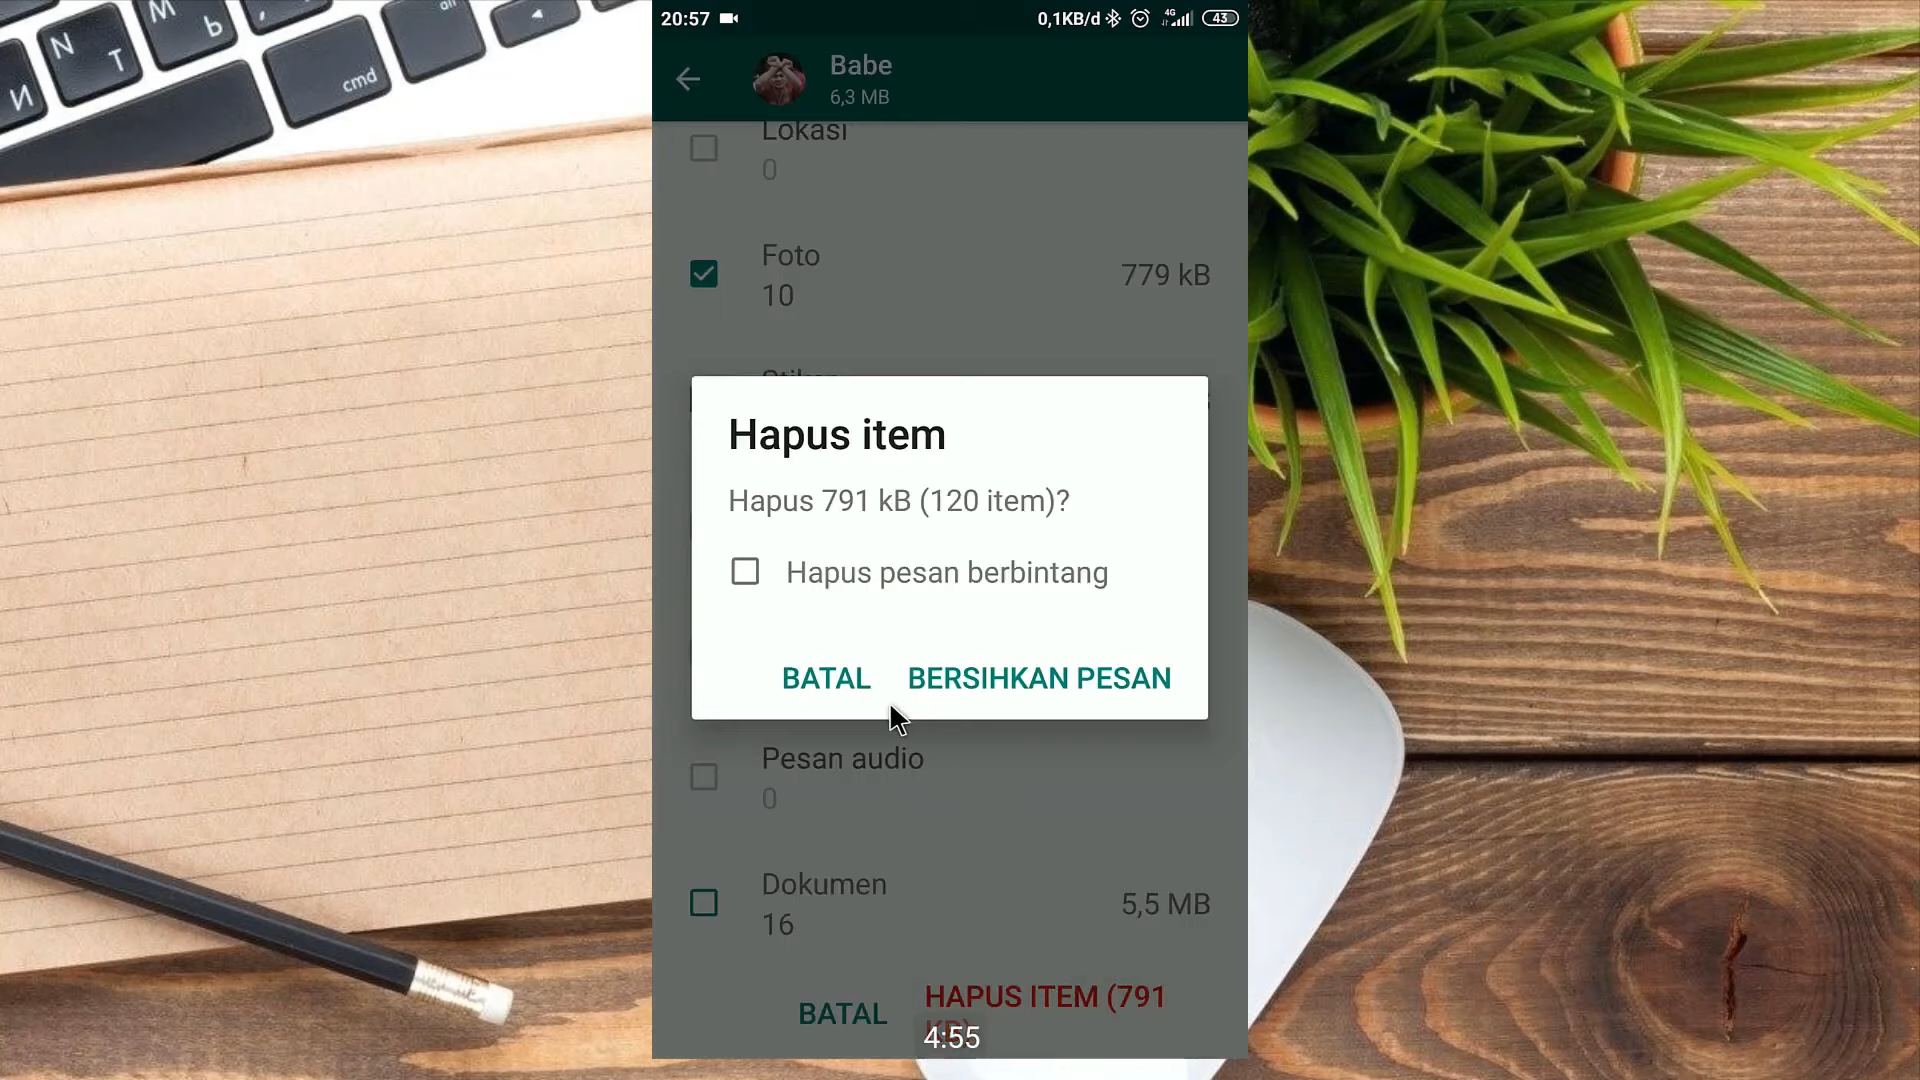 N
T
М
Ь
И
cmd
alt
20:57
0,1KB/d
4G
43
Babe
6,3 MB
Lokasi
0
Foto
10
779 kB
Hapus item
Hapus 791 kB (120 item)?
Hapus pesan berbintang
BATAL
BERSIHKAN PESAN
Pesan audio
0
Dokumen
16
5,5 MB
BATAL
HAPUS ITEM (791
4:55